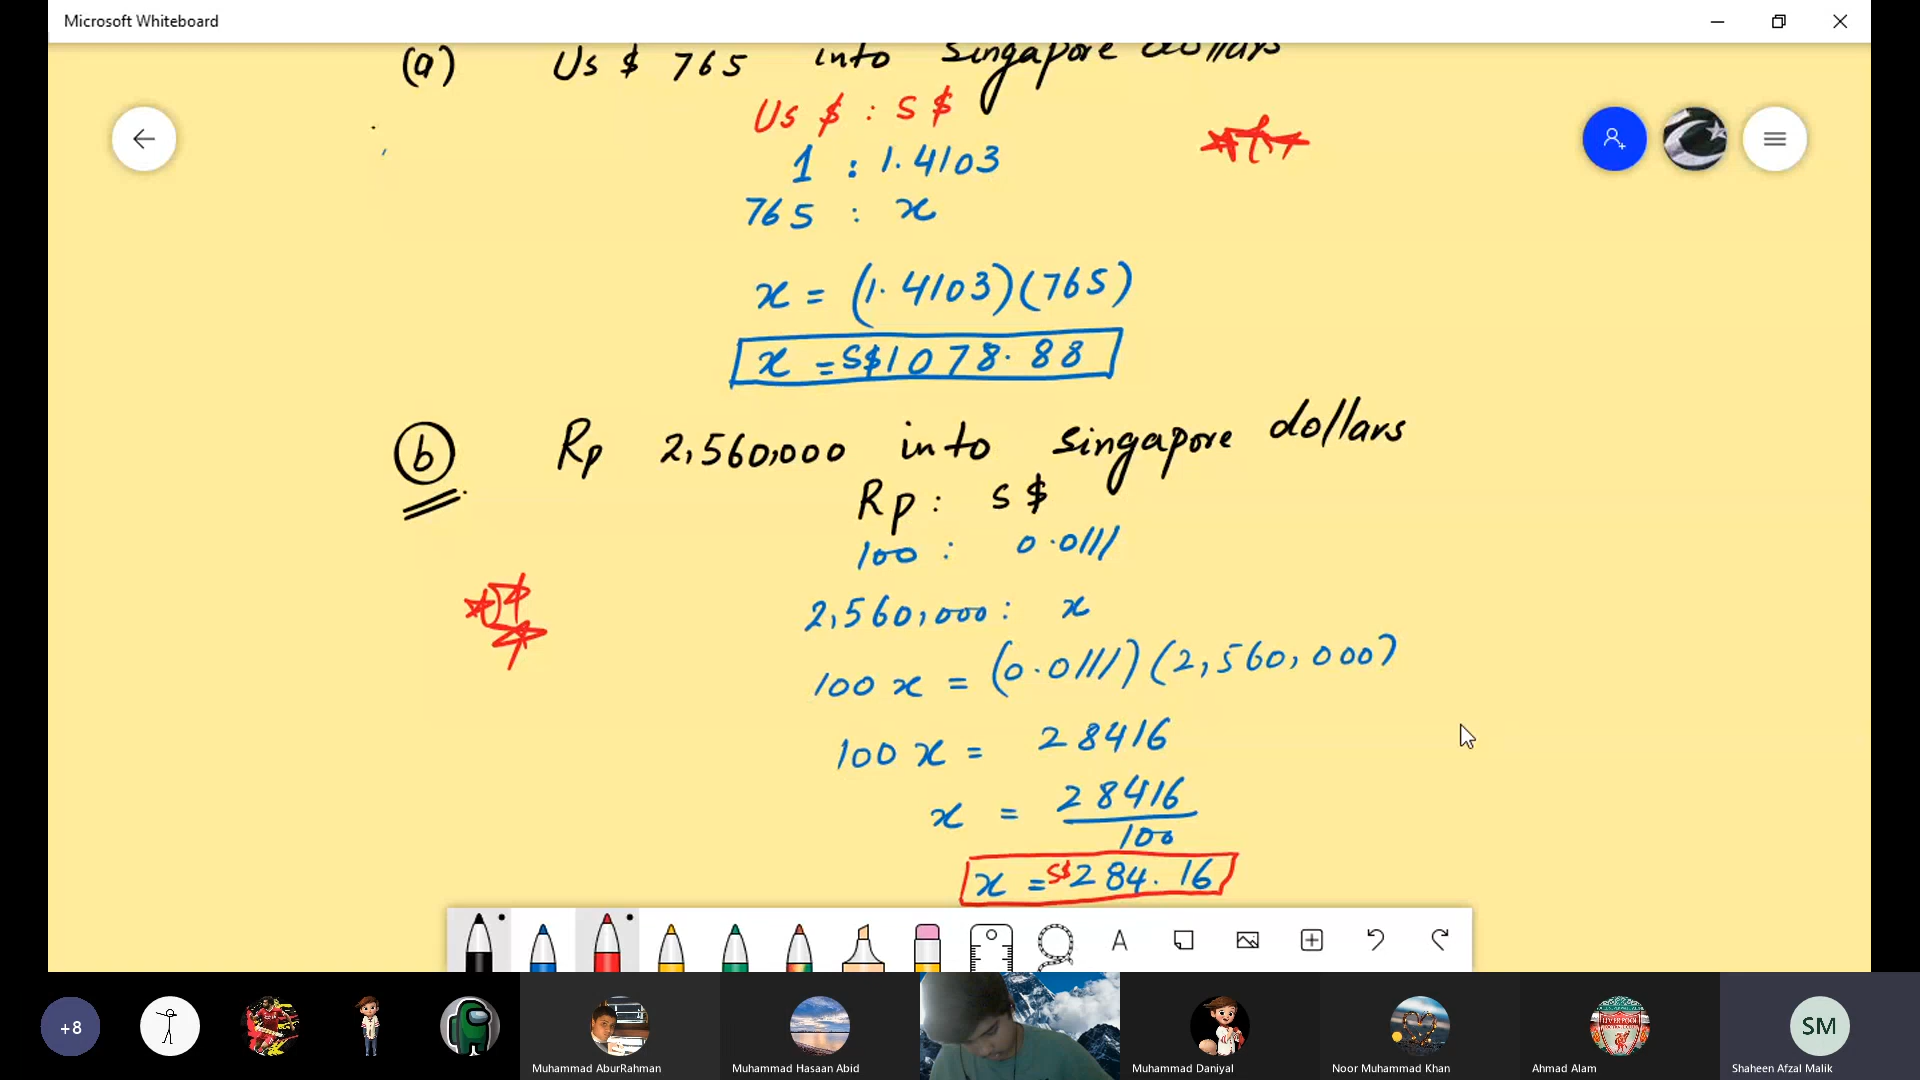 Microsoft Whiteboard
(a) US $ 765 into Singapore dollars
US $ : S $
1 : 1.4103
765 : x
x = (1.4103)(765)
x = S$1078.88
(b) Rp 2,560,000 into Singapore dollars
Rp : S $
100 : 0.0111
2,560,000 : x
100 x = (0.0111)(2,560,000)
100 x = 28416
x = 28416
100
x = S$284.16
A
+8
SM
LIVERPOOL
Muhammad AburRahman
Muhammad Hasaan Abid
Muhammad Daniyal
Noor Muhammad Khan
Ahmad Alam
Shaheen Afzal Malik